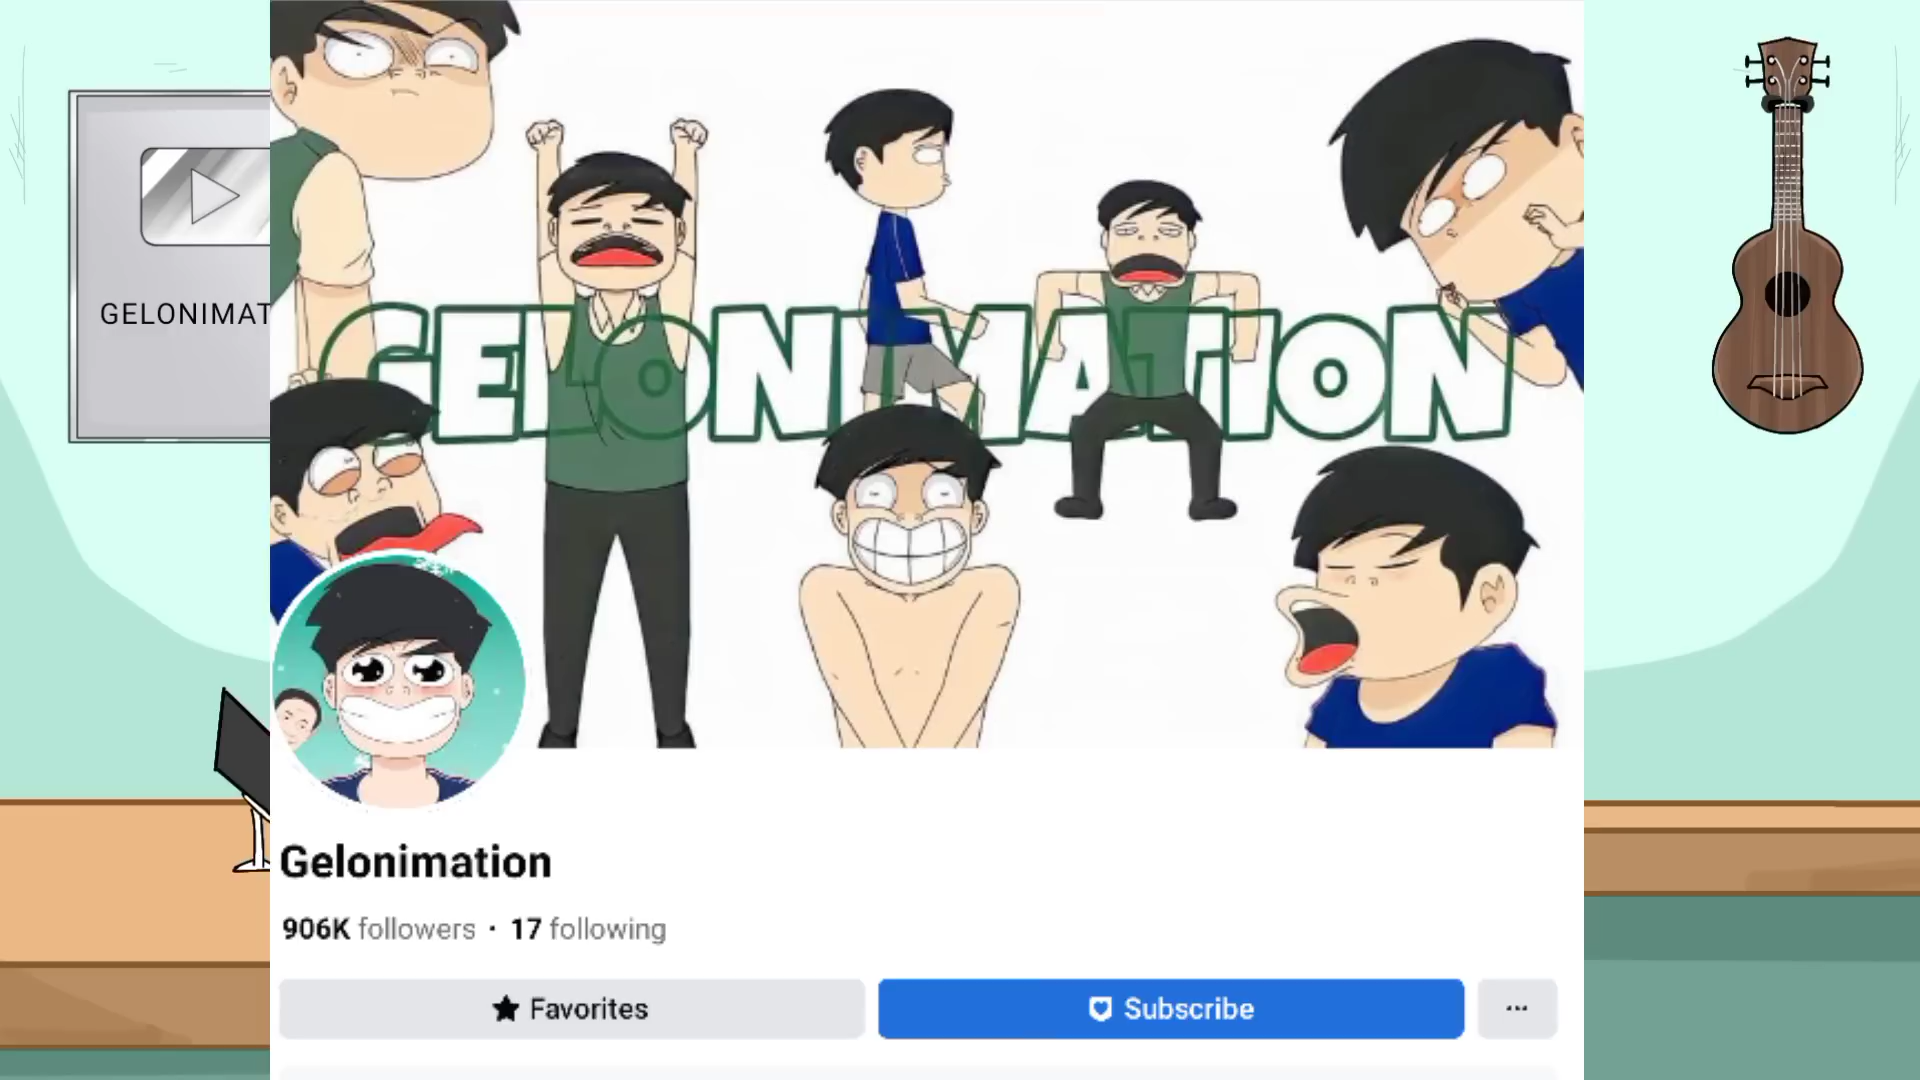 GELONIMAT
GELONIMATION
Gelonimation
906K followers · 17 following
Favorites
Subscribe
...